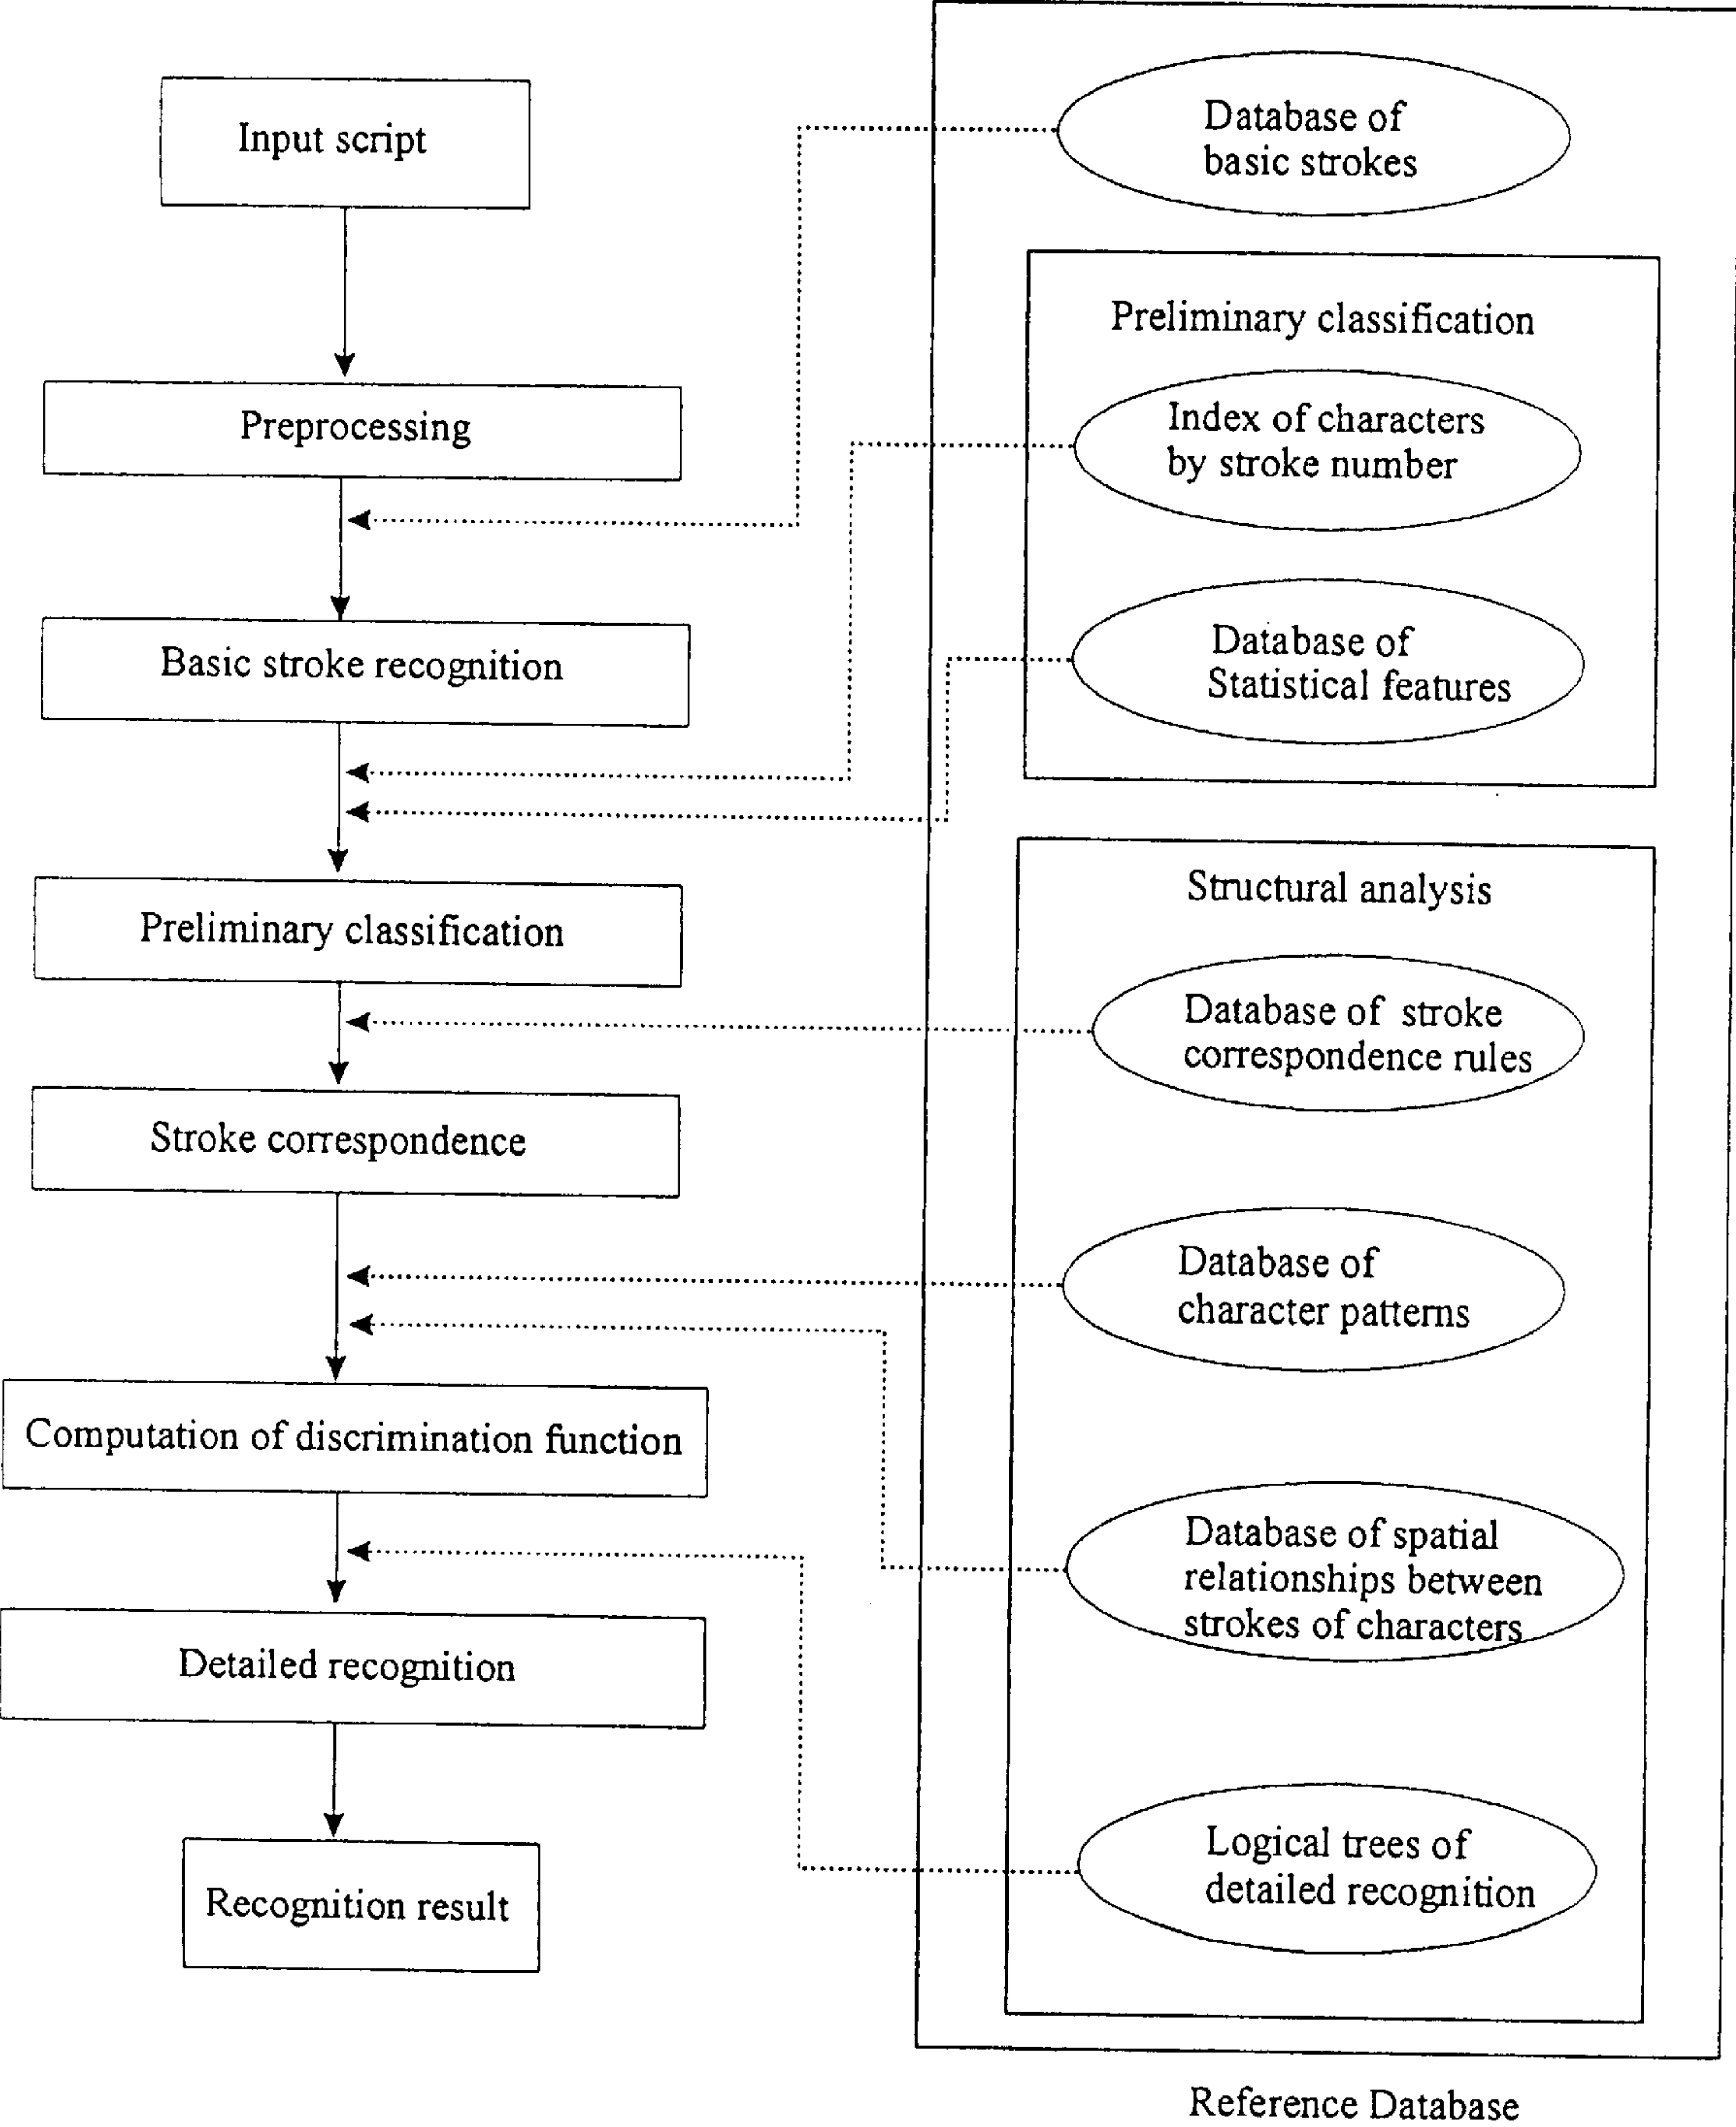 Input script
Preprocessing
Basic stroke recognition
Preliminary classification
Stroke correspondence
Computation of discrimination function
Detailed recognition
Recognition result
Database of
basic strokes
Preliminary classification
Index of characters
by stroke number
Database of
Statistical features
Structural analysis
Database of stroke
correspondence rules
Database of
character patterns
Database of spatial
relationships between
strokes of characters
Logical trees of
detailed recognition
Reference Database